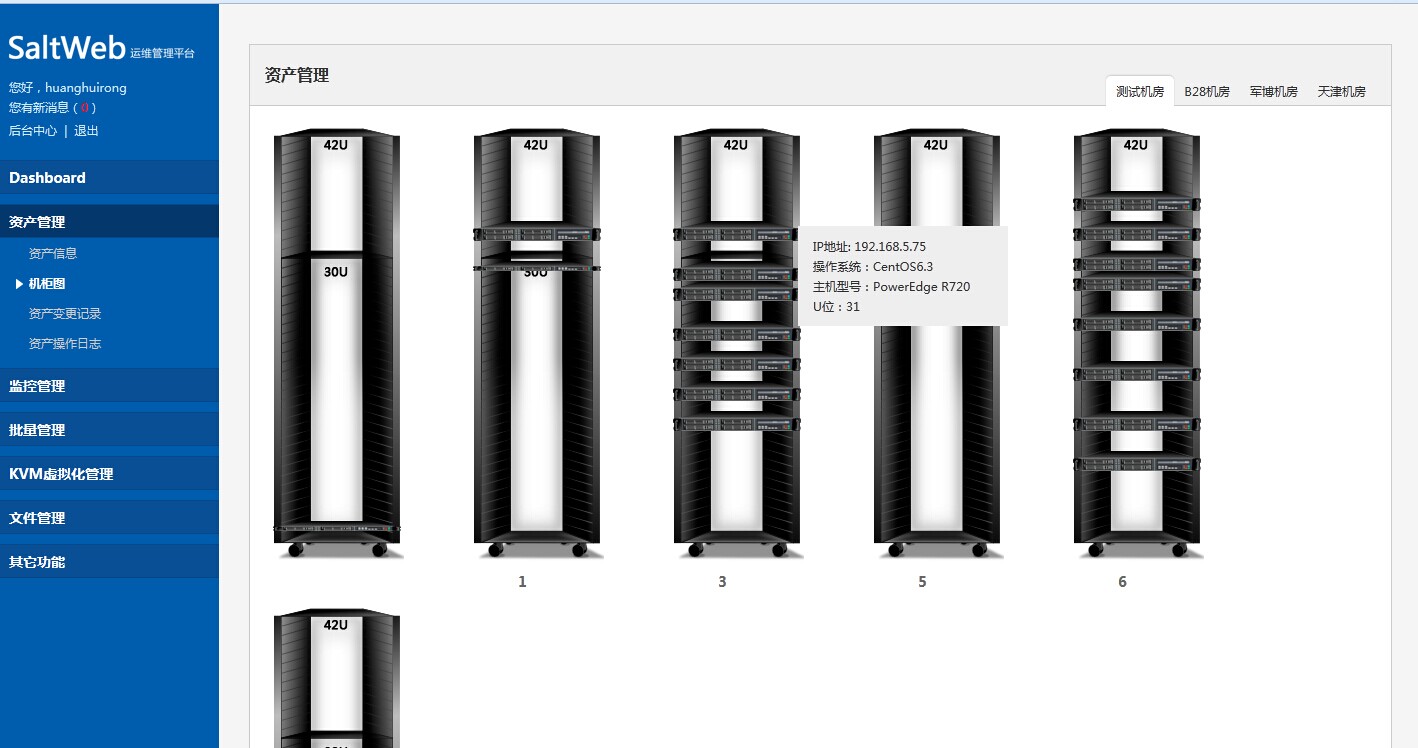 SaltWeb 运维管理平台
您好，huanghuirong
您有新消息 ( 0 )
后台中心 | 退出
Dashboard
资产管理
资产信息
机柜图
资产变更记录
资产操作日志
监控管理
批量管理
KVM虚拟化管理
文件管理
其它功能
资产管理
测试机房 B28机房 军博机房 天津机房
42U 42U 42U 42U 42U
IP地址: 192.168.5.75
操作系统：CentOS6.3
主机型号：PowerEdge R720
U位：31
30U 30U
1 3 5 6
42U